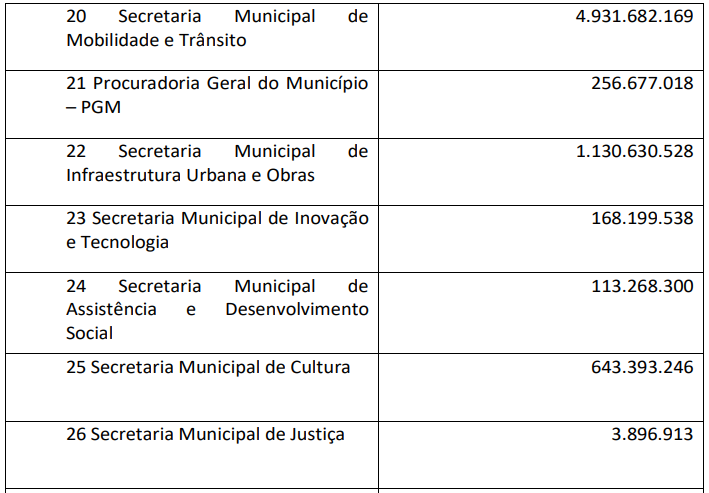 20 Secretaria Municipal de
Mobilidade e Trânsito
4.931.682.169
21 Procuradoria Geral do Município
– PGM
256.677.018
22 Secretaria Municipal de
Infraestrutura Urbana e Obras
1.130.630.528
23 Secretaria Municipal de Inovação
e Tecnologia
168.199.538
24 Secretaria Municipal de
Assistência e Desenvolvimento
Social
113.268.300
25 Secretaria Municipal de Cultura
643.393.246
26 Secretaria Municipal de Justiça
3.896.913